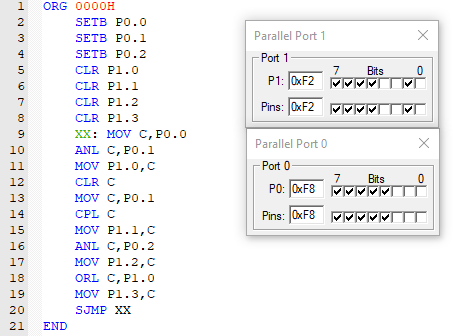 1 ORG 0000H
2 SETB P0.0
3 SETB P0.1
4 SETB P0.2
5 CLR P1.0
6 CLR P1.1
7 CLR P1.2
8 CLR P1.3
9 XX: MOV C,P0.0
10 ANL C,P0.1
11 MOV P1.0,C
12 CLR C
13 MOV C,P0.1
14 CPL C
15 MOV P1.1,C
16 ANL C,P0.2
17 MOV P1.2,C
18 ORL C,P1.0
19 MOV P1.3,C
20 SJMP XX
21 END
Parallel Port 1
Port 1
7 Bits 0
P1: 0xF2
Pins: 0xF2
Parallel Port 0
Port 0
7 Bits 0
P0: 0xF8
Pins: 0xF8